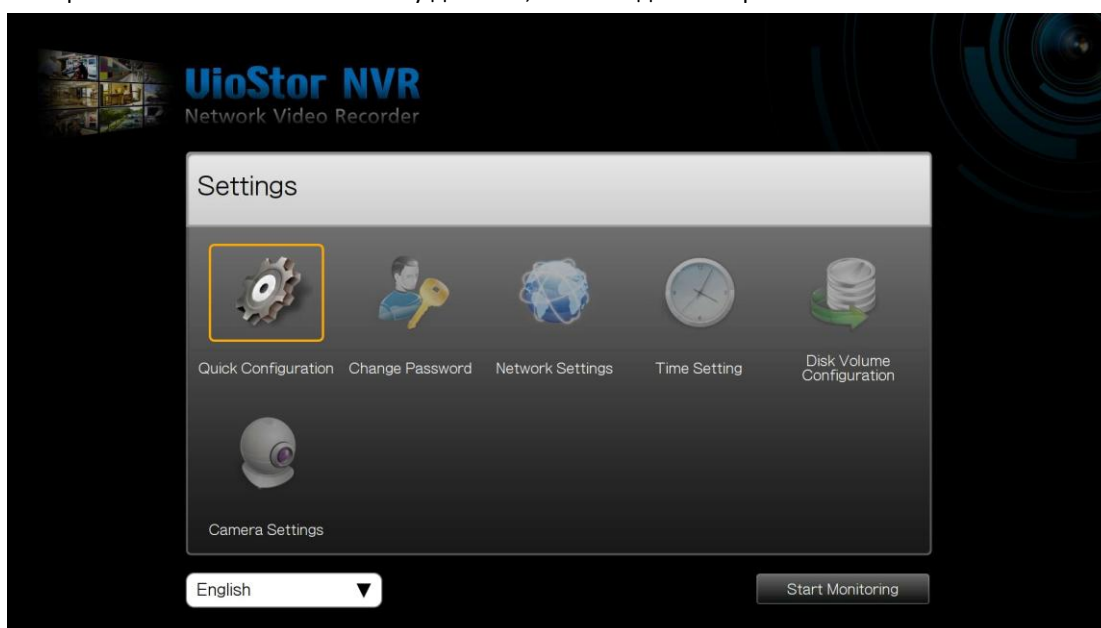 UioStor NVR
Network Video Recorder
Settings
Quick Configuration
Change Password
Network Settings
Time Setting
Disk Volume
Configuration
Camera Settings
English
Start Monitoring